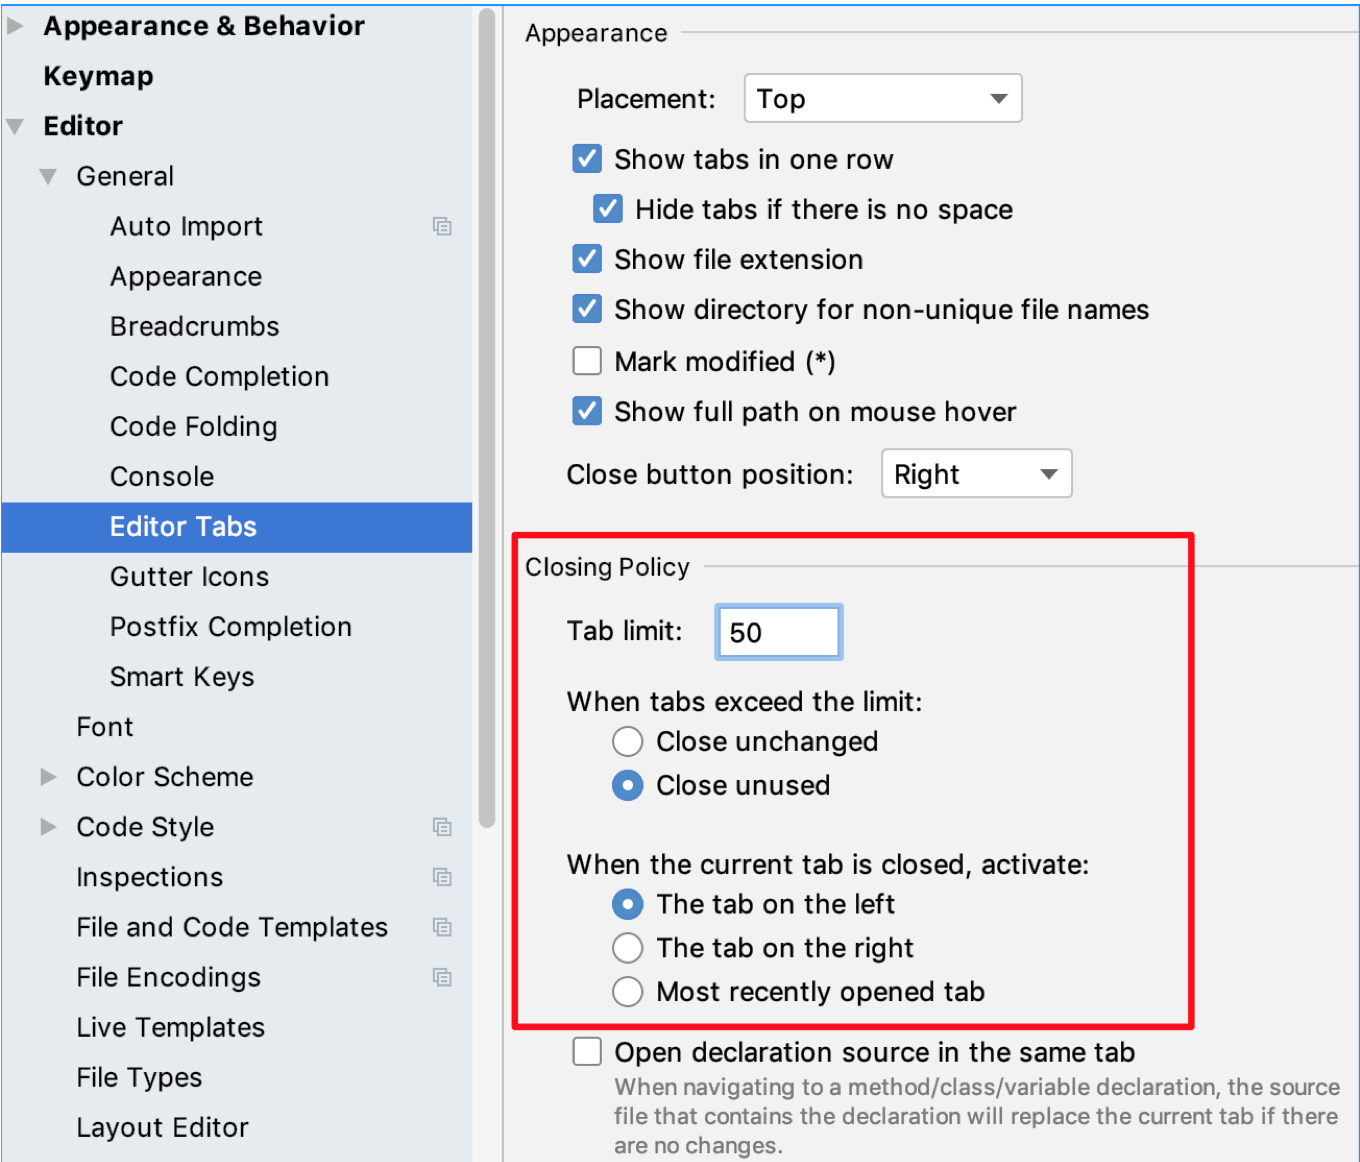 Appearance & Behavior
Keymap
Editor
General
Auto Import
Appearance
Breadcrumbs
Code Completion
Code Folding
Console
Editor Tabs
Gutter Icons
Postfix Completion
Smart Keys
Font
Color Scheme
Code Style
Inspections
File and Code Templates
File Encodings
Live Templates
File Types
Layout Editor
Appearance
Placement: Top
Show tabs in one row
Hide tabs if there is no space
Show file extension
Show directory for non-unique file names
Mark modified (*)
Show full path on mouse hover
Close button position: Right
Closing Policy
Tab limit: 50
When tabs exceed the limit:
Close unchanged
Close unused
When the current tab is closed, activate:
The tab on the left
The tab on the right
Most recently opened tab
Open declaration source in the same tab
When navigating to a method/class/variable declaration, the source
file that contains the declaration will replace the current tab if there
are no changes.